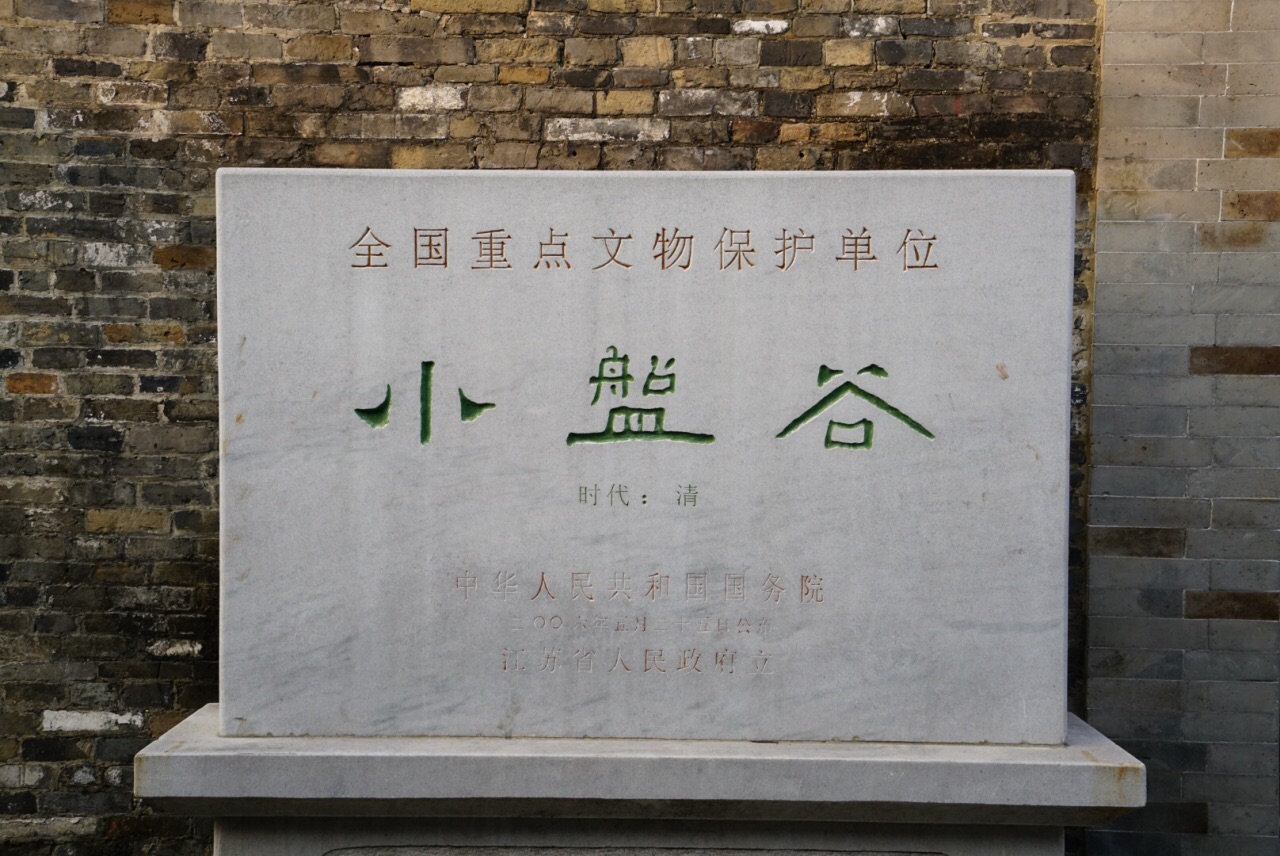 全国重点文物保护单位
小盤谷
时代：清
中华人民共和国国务院
二〇〇六年五月二十五日公布
江苏省人民政府立